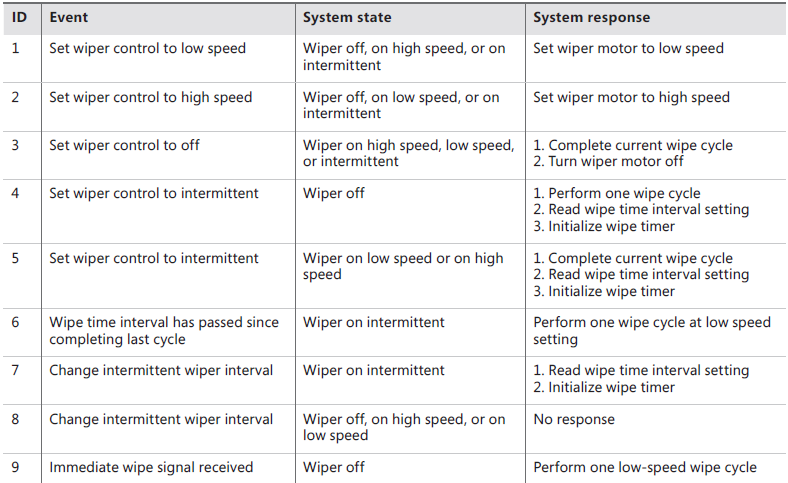 ID Event System state System response
1 Set wiper control to low speed Wiper off, on high speed, or on Set wiper motor to low speed
intermittent
2 Set wiper control to high speed Wiper off, on low speed, or on Set wiper motor to high speed
intermittent
3 Set wiper control to off Wiper on high speed, low speed, 1. Complete current wipe cycle
or intermittent 2. Turn wiper motor off
4 Set wiper control to intermittent Wiper off 1. Perform one wipe cycle
2. Read wipe time interval setting
3. Initialize wipe timer
5 Set wiper control to intermittent Wiper on low speed or on high 1. Complete current wipe cycle
speed 2. Read wipe time interval setting
3. Initialize wipe timer
6 Wipe time interval has passed since Wiper on intermittent Perform one wipe cycle at low speed
completing last cycle setting
7 Change intermittent wiper interval Wiper on intermittent 1. Read wipe time interval setting
2. Initialize wipe timer
8 Change intermittent wiper interval Wiper off, on high speed, or on No response
low speed
9 Immediate wipe signal received Wiper off Perform one low-speed wipe cycle